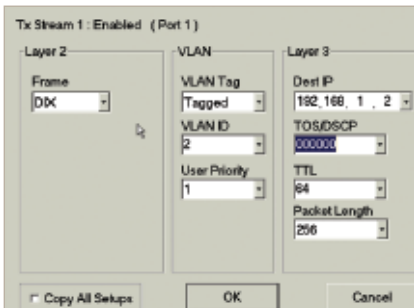 Tx Stream 1 : Enabled ( Port 1 )
Layer 2
Frame
DIX
VLAN
VLAN Tag
Tagged
VLAN ID
2
User Priority
1
Layer 3
Dest IP
192.168. 1 . 2
TOS/DSCP
000000
TTL
64
Packet Length
256
Copy All Setups
OK
Cancel